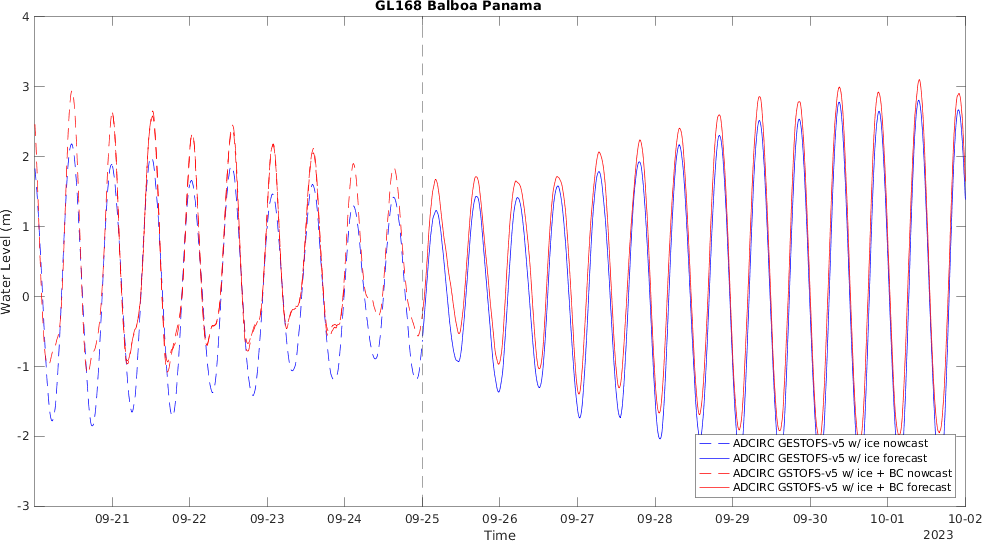 GL168 Balboa Panama
4
3
2
1
0
-1
-2
-3
Water Level (m)
ADCIRC GESTOFS-v5 w/ ice nowcast
ADCIRC GESTOFS-v5 w/ ice forecast
ADCIRC GSTOFS-v5 w/ ice + BC nowcast
ADCIRC GSTOFS-v5 w/ ice + BC forecast
09-21 09-22 09-23 09-24 09-25 09-26 09-27 09-28 09-29 09-30 10-01 10-02
Time
2023